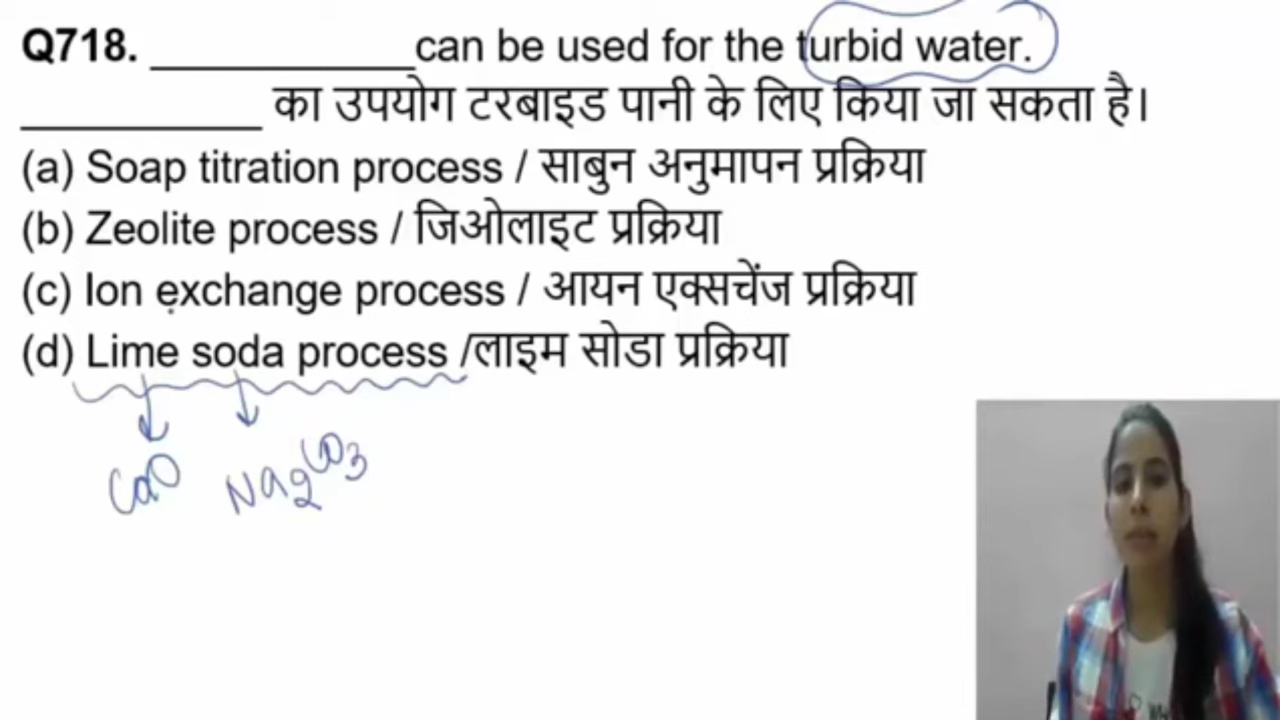 Q718. ____________can be used for the turbid water.
___________ का उपयोग टरबाइड पानी के लिए किया जा सकता है।
(a) Soap titration process / साबुन अनुमापन प्रक्रिया
(b) Zeolite process / जिओलाइट प्रक्रिया
(c) Ion exchange process / आयन एक्सचेंज प्रक्रिया
(d) Lime soda process /लाइम सोडा प्रक्रिया
CaO Na2CO3